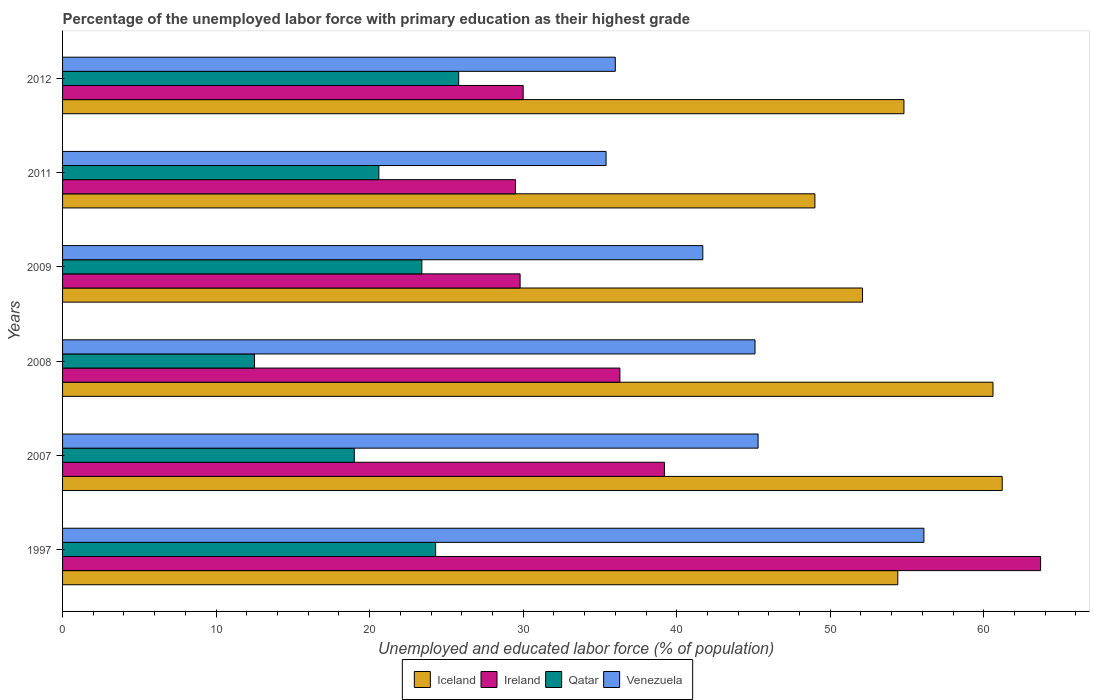 Percentage of the unemployed labor force with primary education as their highest grade
2012
2011
2009
2008
2007
1997
Years
0
10
20
30
40
50
60
Unemployed and educated labor force (% of population)
Iceland
Ireland
Qatar
Venezuela